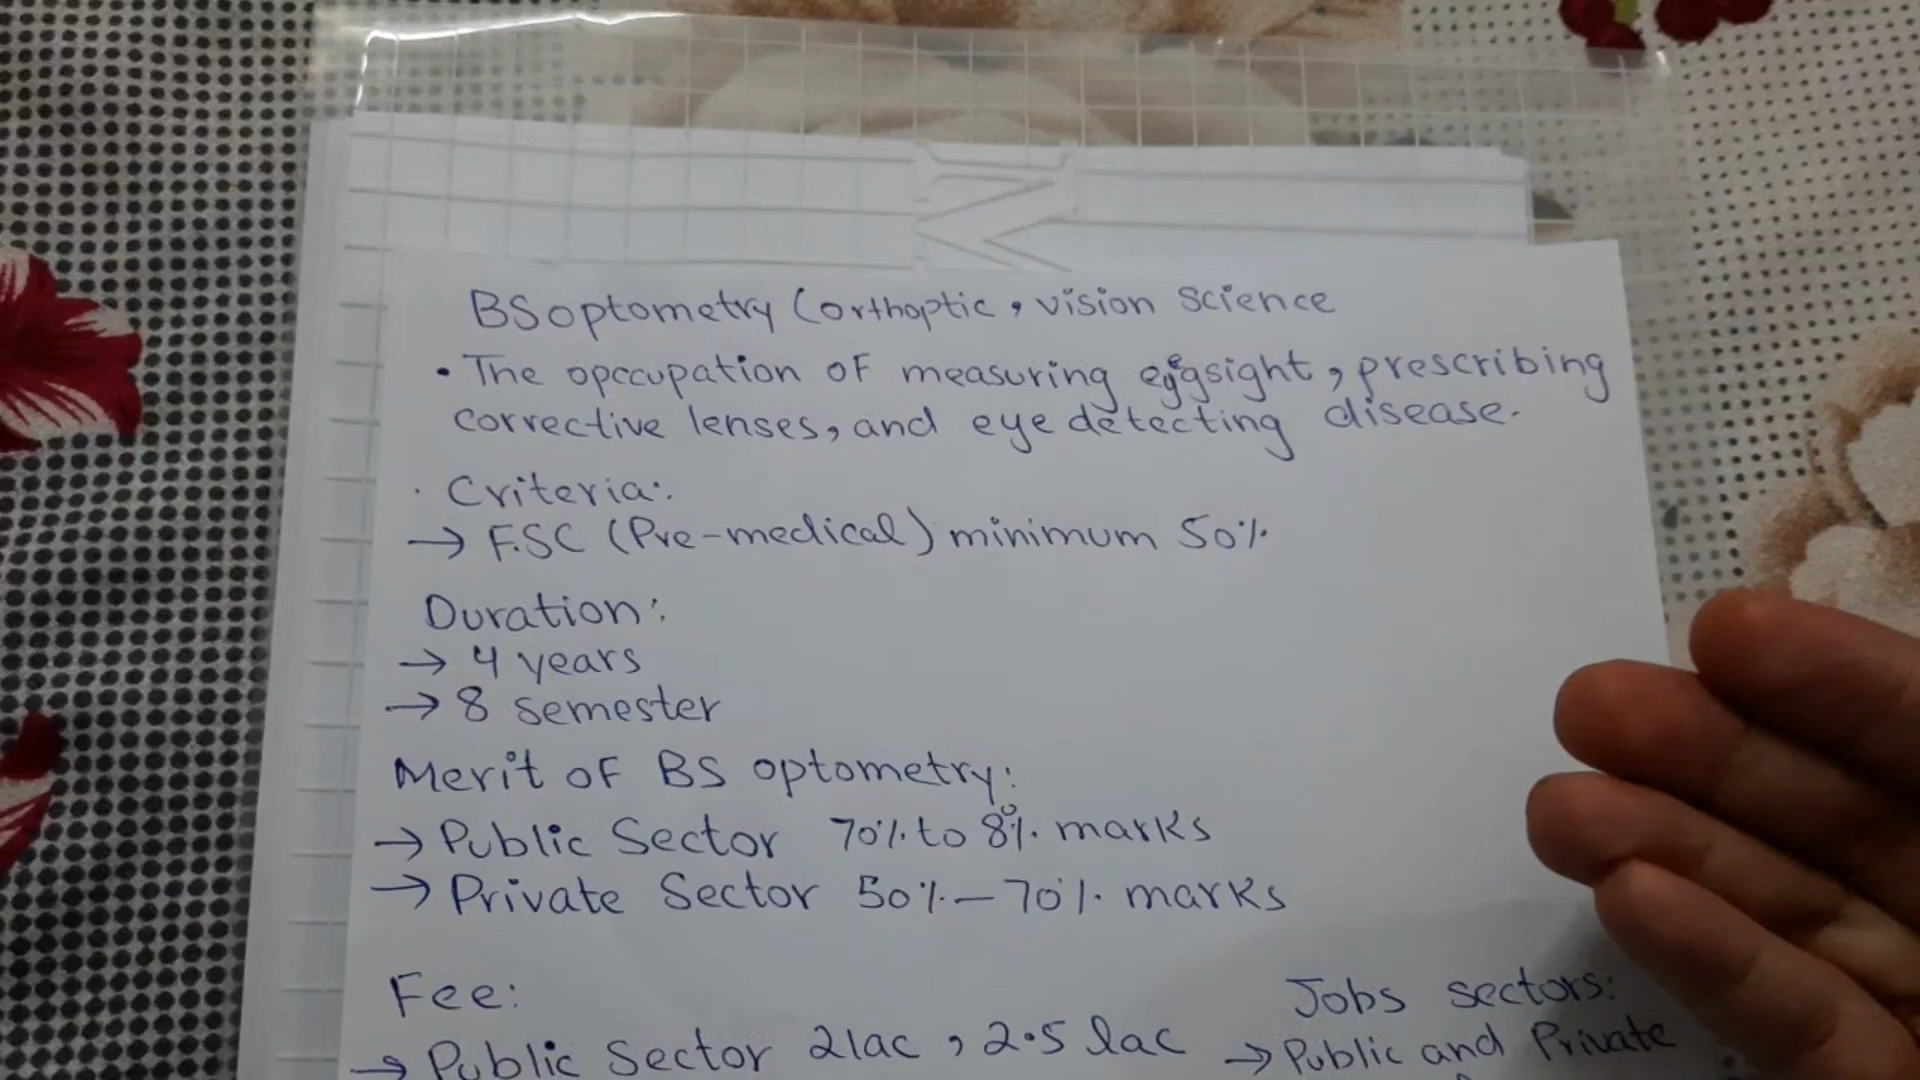 BS optometry (orthoptic, vision science
• The opccupation of measuring eyesight, prescribing
corrective lenses, and eye detecting disease.
· Criteria:
→ F.SC (Pre-medical) minimum 50%
Duration:
→ 4 years
→ 8 semester
Merit of BS optometry:
→ Public Sector 70% to 80% marks
→ Private Sector 50% – 70% marks
Fee:
→ Public Sector 2lac, 2.5 lac
Jobs sectors:
→ Public and Private